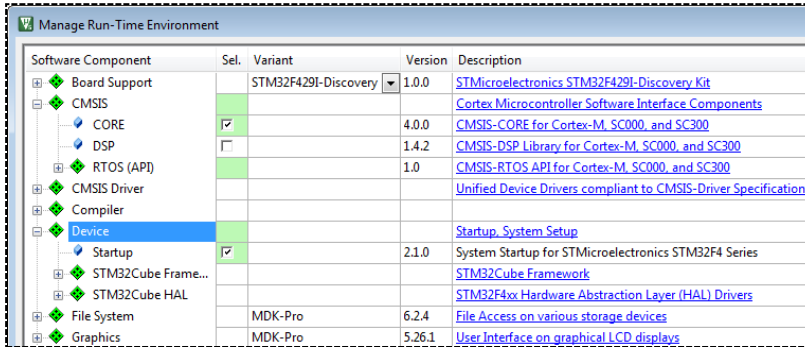 Manage Run-Time Environment
Software Component Sel. Variant Version Description
Board Support STM32F429I-Discovery 1.0.0 STMicroelectronics STM32F429I-Discovery Kit
CMSIS Cortex Microcontroller Software Interface Components
CORE 4.0.0 CMSIS-CORE for Cortex-M, SC000, and SC300
DSP 1.4.2 CMSIS-DSP Library for Cortex-M, SC000, and SC300
RTOS (API) 1.0 CMSIS-RTOS API for Cortex-M, SC000, and SC300
CMSIS Driver Unified Device Drivers compliant to CMSIS-Driver Specification
Compiler
Device Startup, System Setup
Startup 2.1.0 System Startup for STMicroelectronics STM32F4 Series
STM32Cube Frame... STM32Cube Framework
STM32Cube HAL STM32F4xx Hardware Abstraction Layer (HAL) Drivers
File System MDK-Pro 6.2.4 File Access on various storage devices
Graphics MDK-Pro 5.26.1 User Interface on graphical LCD displays